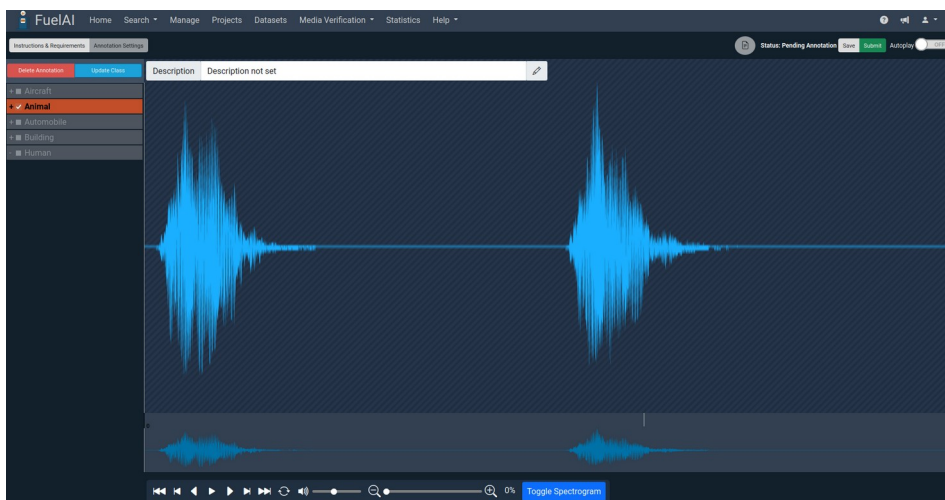 FuelAI Home Search Manage Projects Datasets Media Verification Statistics Help
Instructions & Requirements Annotation Settings Status: Pending Annotation Save Submit Autoplay OFF
Delete Annotation Update Class Description Description not set
+ Aircraft
+ Animal
+ Automobile
+ Building
- Human
0% Toggle Spectrogram